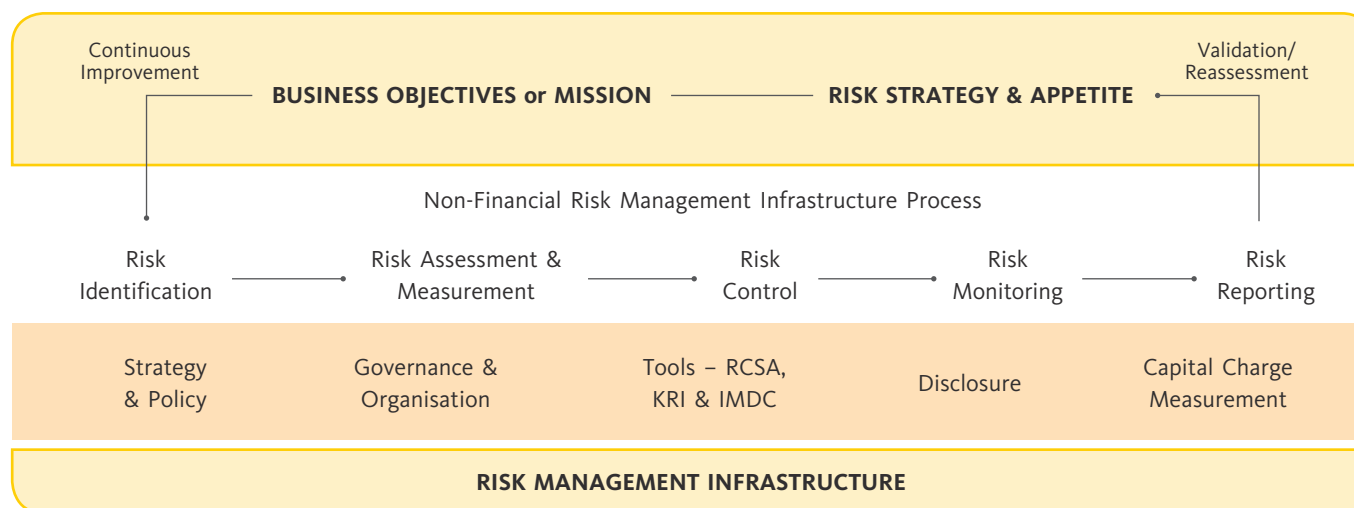 Continuous
Improvement
Validation/
Reassessment
BUSINESS OBJECTIVES or MISSION
RISK STRATEGY & APPETITE
Non-Financial Risk Management Infrastructure Process
Risk
Identification
Risk Assessment &
Measurement
Risk
Control
Risk
Monitoring
Risk
Reporting
Strategy
& Policy
Governance &
Organisation
Tools – RCSA,
KRI & IMDC
Disclosure
Capital Charge
Measurement
RISK MANAGEMENT INFRASTRUCTURE